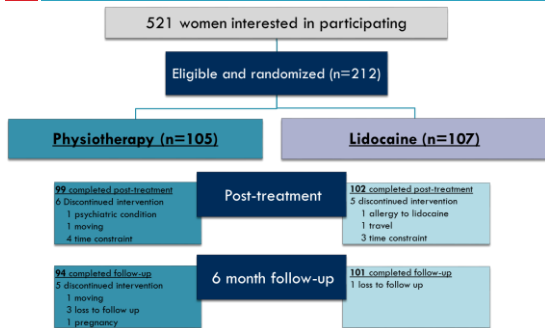 521 women interested in participating
Eligible and randomized (n=212)
Physiotherapy (n=105)
Lidocaine (n=107)
Post-treatment
99 completed post-treatment
6 Discontinued intervention
1 psychiatric condition
1 moving
4 time constraint
102 completed post-treatment
5 discontinued intervention
1 allergy to lidocaine
1 travel
3 time constraint
6 month follow-up
94 completed follow-up
5 discontinued intervention
1 moving
3 loss to follow up
1 pregnancy
101 completed follow-up
1 loss to follow up